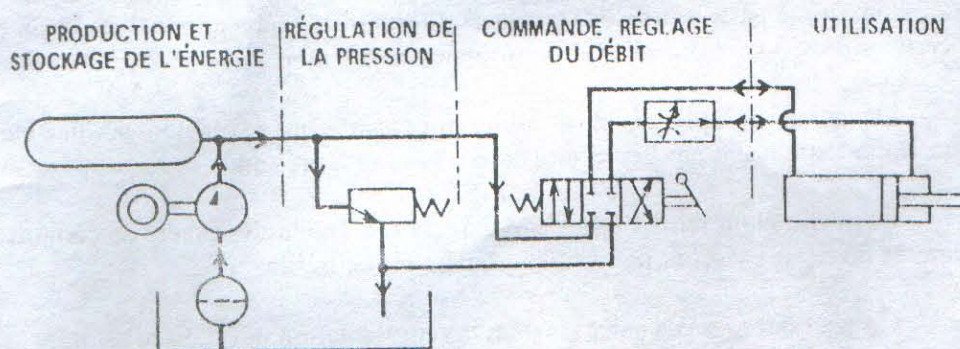 PRODUCTION ET
STOCKAGE DE L'ÉNERGIE
RÉGULATION DE
LA PRESSION
COMMANDE RÉGLAGE
DU DÉBIT
UTILISATION